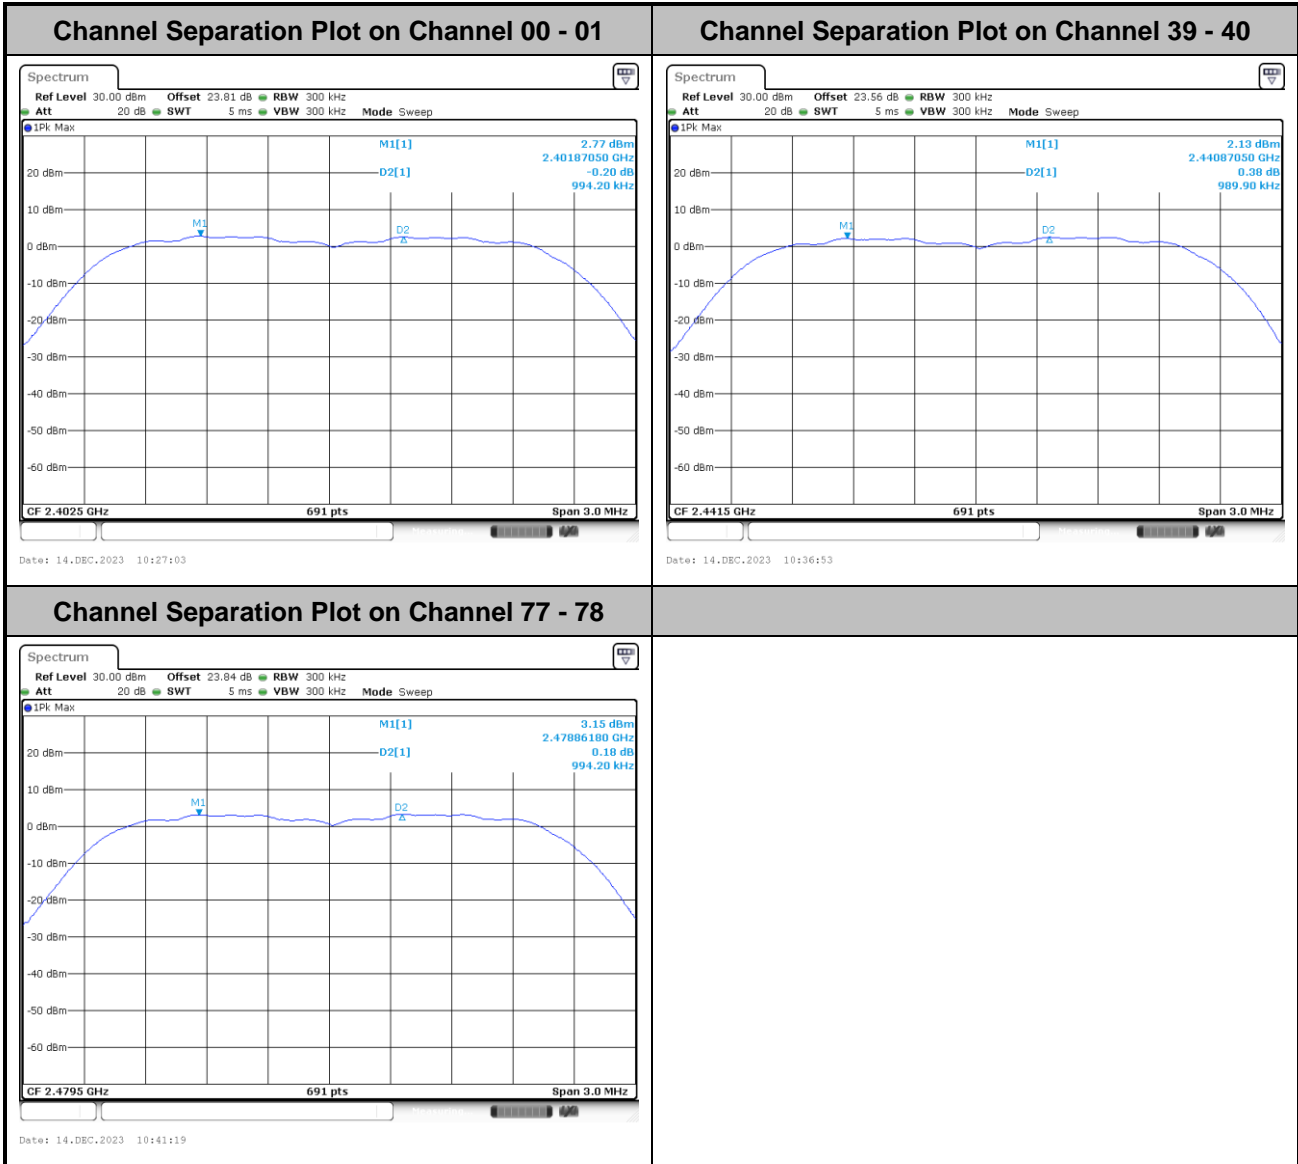 Channel Separation Plot on Channel 00 - 01
Spectrum
Ref Level 30.00 dBm Offset 23.81 dB RBW 300 kHz
Att 20 dB SWT 5 ms VBW 300 kHz Mode Sweep
1Pk Max
M1[1] 2.77 dBm
2.40187050 GHz
D2[1] -0.20 dB
994.20 kHz
20 dBm
10 dBm
M1
D2
0 dBm
-10 dBm
-20 dBm
-30 dBm
-40 dBm
-50 dBm
-60 dBm
CF 2.4025 GHz 691 pts Span 3.0 MHz
Date: 14.DEC.2023 10:27:03
Channel Separation Plot on Channel 39 - 40
Spectrum
Ref Level 30.00 dBm Offset 23.56 dB RBW 300 kHz
Att 20 dB SWT 5 ms VBW 300 kHz Mode Sweep
1Pk Max
M1[1] 2.13 dBm
2.44087050 GHz
D2[1] 0.38 dB
989.90 kHz
20 dBm
10 dBm
M1
D2
0 dBm
-10 dBm
-20 dBm
-30 dBm
-40 dBm
-50 dBm
-60 dBm
CF 2.4415 GHz 691 pts Span 3.0 MHz
Date: 14.DEC.2023 10:36:53
Channel Separation Plot on Channel 77 - 78
Spectrum
Ref Level 30.00 dBm Offset 23.84 dB RBW 300 kHz
Att 20 dB SWT 5 ms VBW 300 kHz Mode Sweep
1Pk Max
M1[1] 3.15 dBm
2.47886180 GHz
D2[1] 0.18 dB
994.20 kHz
20 dBm
10 dBm
M1
D2
0 dBm
-10 dBm
-20 dBm
-30 dBm
-40 dBm
-50 dBm
-60 dBm
CF 2.4795 GHz 691 pts Span 3.0 MHz
Date: 14.DEC.2023 10:41:19